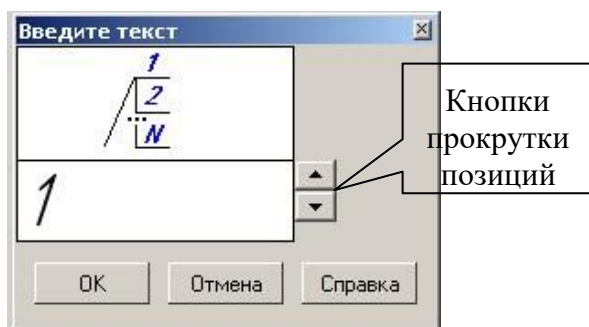 Введите текст
1
2
...
N
1
Кнопки
прокрутки
позиций
OK
Отмена
Справка